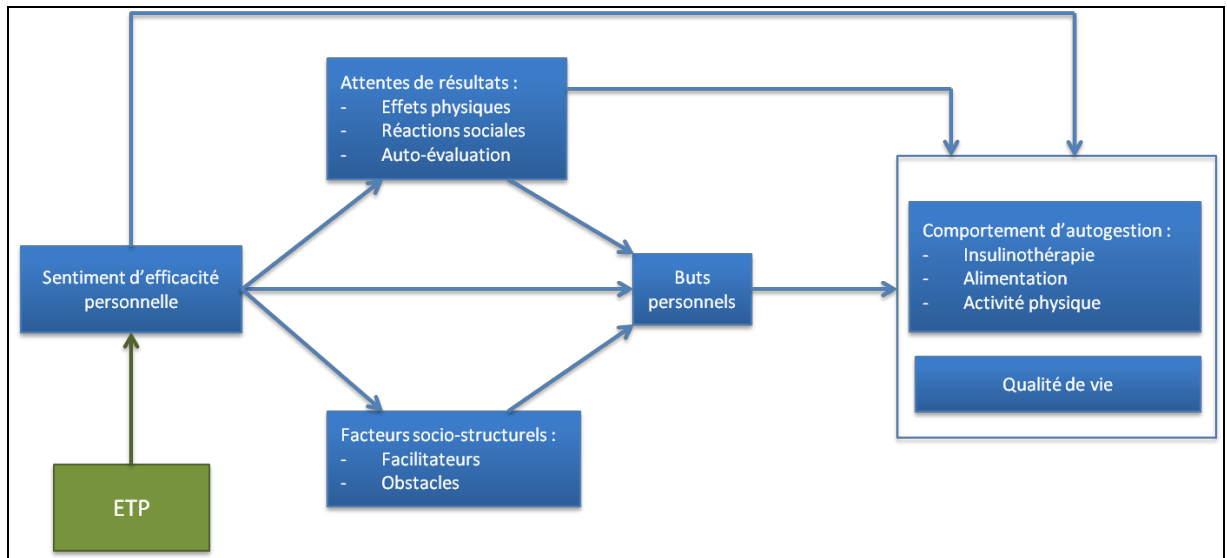 Attentes de résultats :
- Effets physiques
- Réactions sociales
- Auto-évaluation
Sentiment d'efficacité
personnelle
Buts
personnels
Comportement d'autogestion :
- Insulinothérapie
- Alimentation
- Activité physique
Qualité de vie
Facteurs socio-structurels :
- Facilitateurs
- Obstacles
ETP